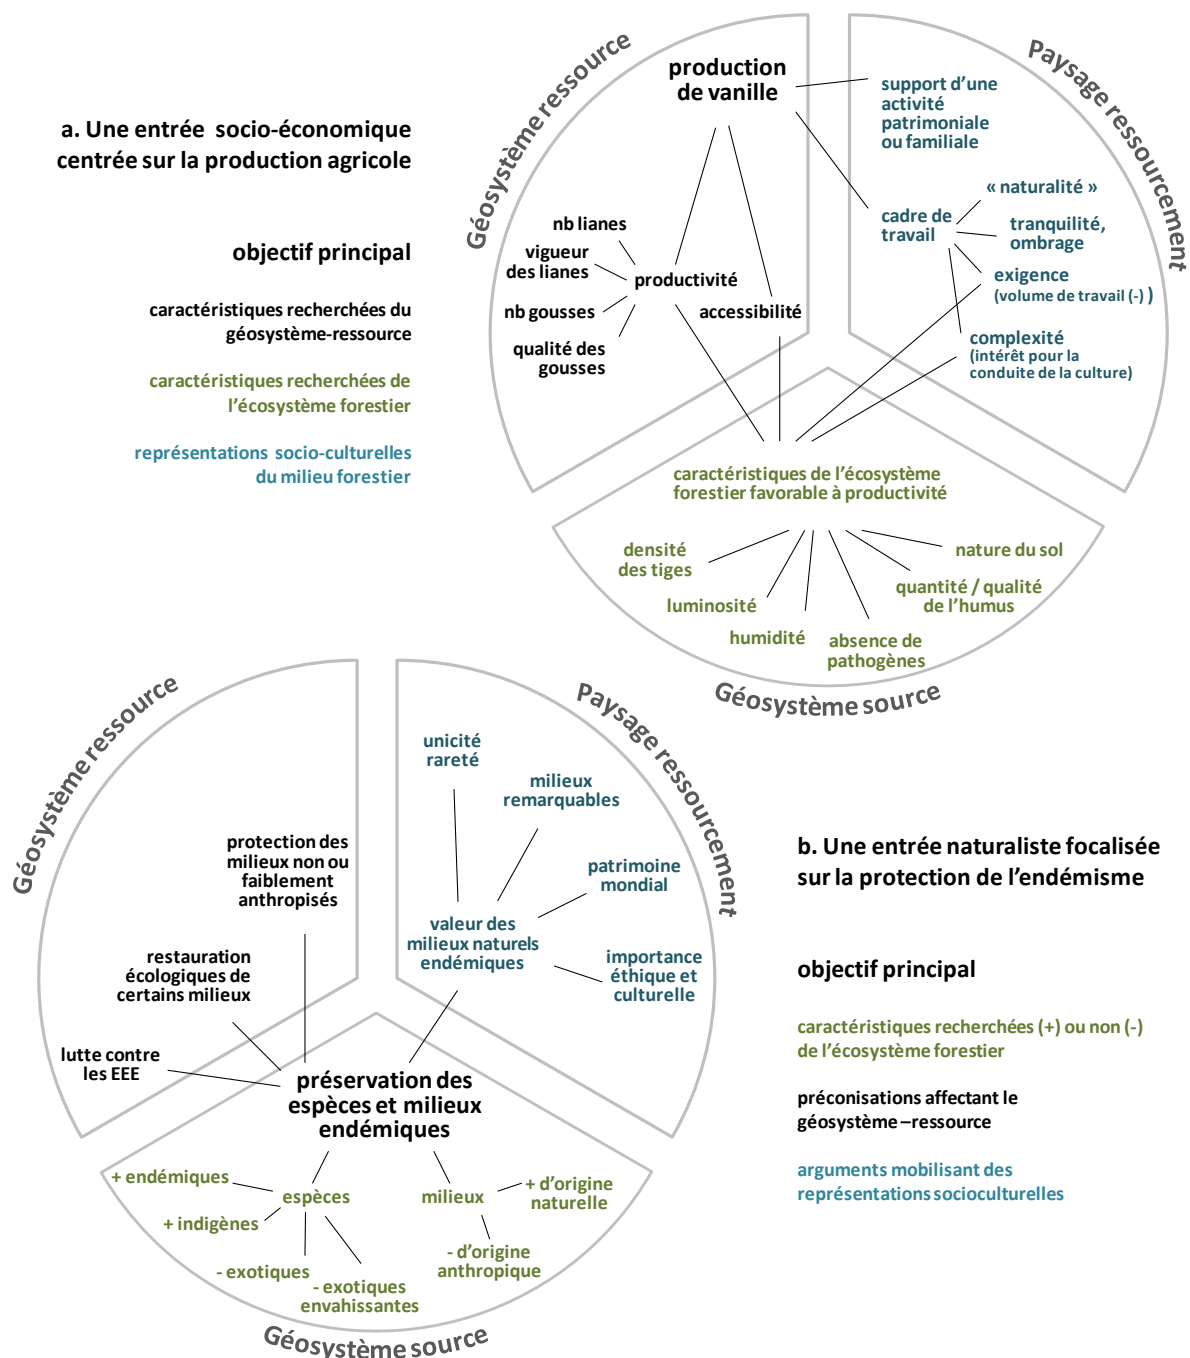 a. Une entrée socio-économique
centrée sur la production agricole
objectif principal
caractéristiques recherchées du
géosystème-ressource
caractéristiques recherchées de
l'écosystème forestier
représentations socio-culturelles
du milieu forestier
Géosystème ressource
production
de vanille
nb lianes
vigueur
des lianes
productivité
nb gousses
accessibilité
qualité des
gousses
Paysage ressourcement
support d'une
activité
patrimoniale
ou familiale
« naturalité »
cadre de
travail
tranquilité,
ombrage
exigence
(volume de travail (-) )
complexité
(intérêt pour la
conduite de la culture)
caractéristiques de l'écosystème
forestier favorable à productivité
densité
des tiges
nature du sol
luminosité
quantité / qualité
de l'humus
humidité
absence de
pathogènes
Géosystème source
Géosystème ressource
protection des
milieux non ou
faiblement
anthropisés
restauration
écologiques de
certains milieux
lutte contre
les EEE
Paysage ressourcement
unicité
rareté
milieux
remarquables
patrimoine
mondial
valeur des
milieux naturels
endémiques
importance
éthique et
culturelle
préservation des
espèces et milieux
endémiques
+ endémiques
espèces
+ indigènes
- exotiques
- exotiques
envahissantes
milieux
+ d'origine
naturelle
- d'origine
anthropique
Géosystème source
b. Une entrée naturaliste focalisée
sur la protection de l'endémisme
objectif principal
caractéristiques recherchées (+) ou non (-)
de l'écosystème forestier
préconisations affectant le
géosystème –ressource
arguments mobilisant des
représentations socioculturelles